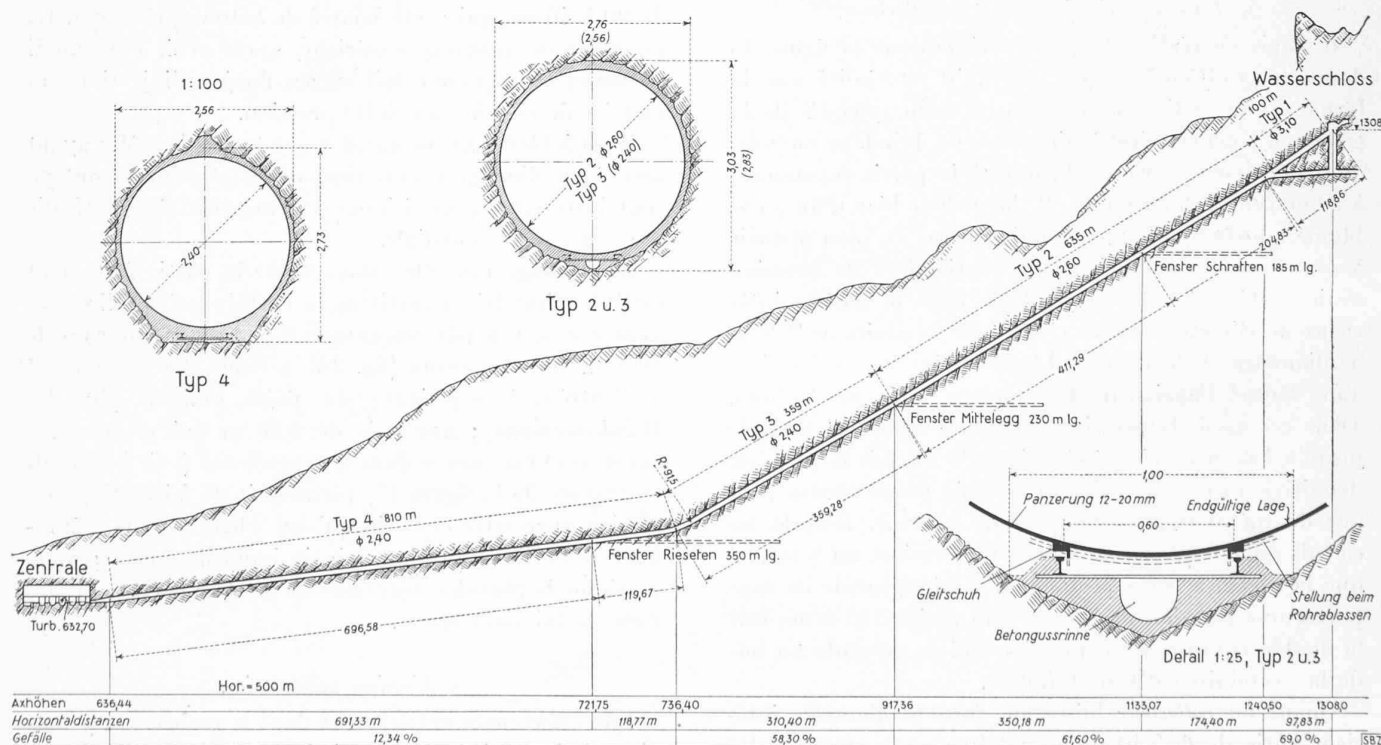 1:100
2,56
2,73
2,40
Typ 4
2,76
(2,56)
3,03
(2,83)
Typ 2 ϕ 2,60
Typ 3 (ϕ 2,40)
Typ 2 u. 3
Wasserschloss
1308
100 m
Typ 1
ϕ 3,10
118,86
204,83
Typ 2 635 m
ϕ 2,60
Fenster Schratten 185 m lg.
411,29
Typ 3 359 m
ϕ 2,40
Fenster Mittelegg 230 m lg.
359,28
R=97,5
Typ 4 810 m
ϕ 2,40
Fenster Rieseten 350 m lg.
119,67
696,58
Zentrale
Turb. 632,70
1,00
Panzerung 12-20 mm
Endgültige Lage
0,60
Gleitschuh
Betongussrinne
Stellung beim
Rohrablassen
Detail 1:25, Typ 2 u. 3
Hor. = 500 m
Axhöhen 636,44 721,75 736,40 917,36 1133,07 1240,50 1308,0
Horizontaldistanzen 691,33 m 118,77 m 310,40 m 350,18 m 174,40 m 97,83 m
Gefälle 12,34 % 58,30 % 61,60 % 69,0 % SBZ